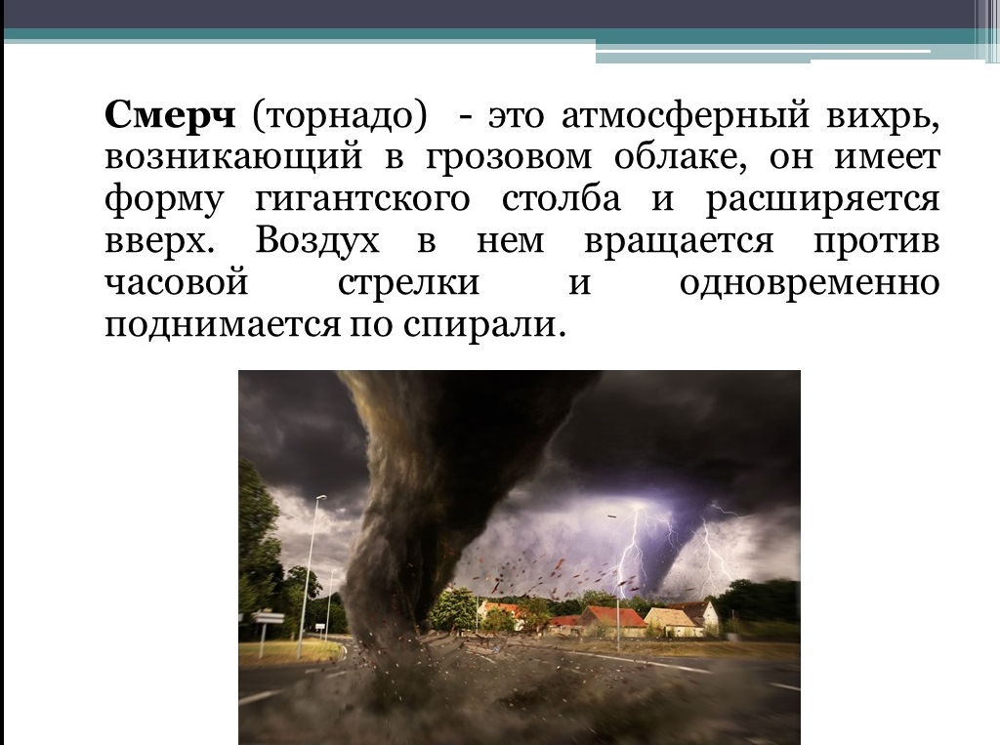 Смерч (торнадо) - это атмосферный вихрь,
возникающий в грозовом облаке, он имеет
форму гигантского столба и расширяется
вверх. Воздух в нем вращается против
часовой стрелки и одновременно
поднимается по спирали.